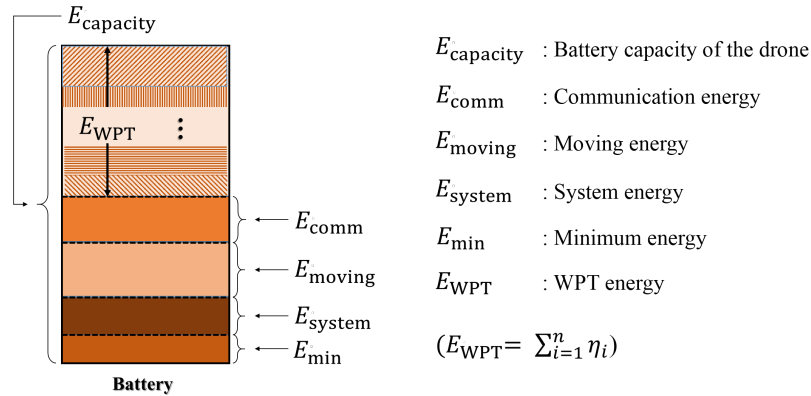 E_capacity
E_WPT
⋮
E_comm
E_moving
E_system
E_min
Battery
E_capacity : Battery capacity of the drone
E_comm : Communication energy
E_moving : Moving energy
E_system : System energy
E_min : Minimum energy
E_WPT : WPT energy
(E_WPT= ∑_{i=1}^{n} η_i)